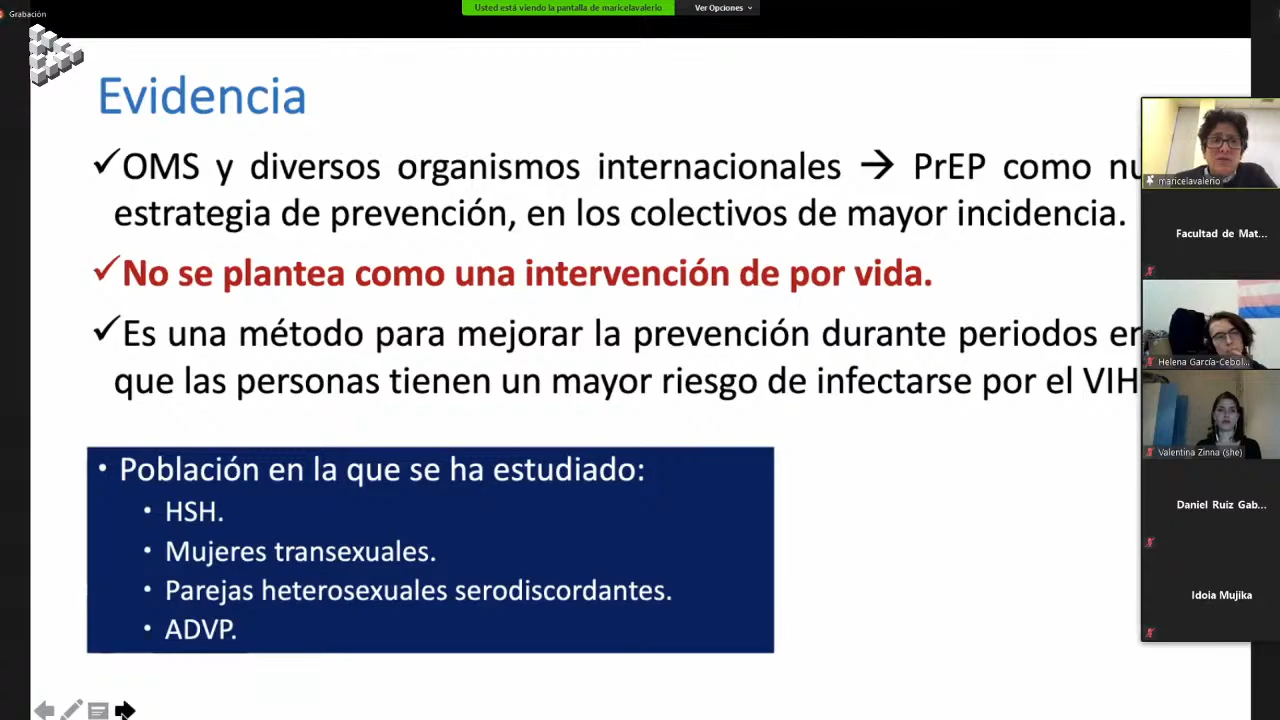 Grabación
Usted está viendo la pantalla de maricelavalerio
Ver Opciones
Evidencia
OMS y diversos organismos internacionales → PrEP como
estrategia de prevención, en los colectivos de mayor incidencia.
No se plantea como una intervención de por vida.
Es una método para mejorar la prevención durante periodos en
que las personas tienen un mayor riesgo de infectarse por el VIH
• Población en la que se ha estudiado:
• HSH.
• Mujeres transexuales.
• Parejas heterosexuales serodiscordantes.
• ADVP.
maricelavalerio
Facultad de Mat...
Helena García-Cebol...
Valentina Zinna (she)
Daniel Ruiz Gab...
Idoia Mujika